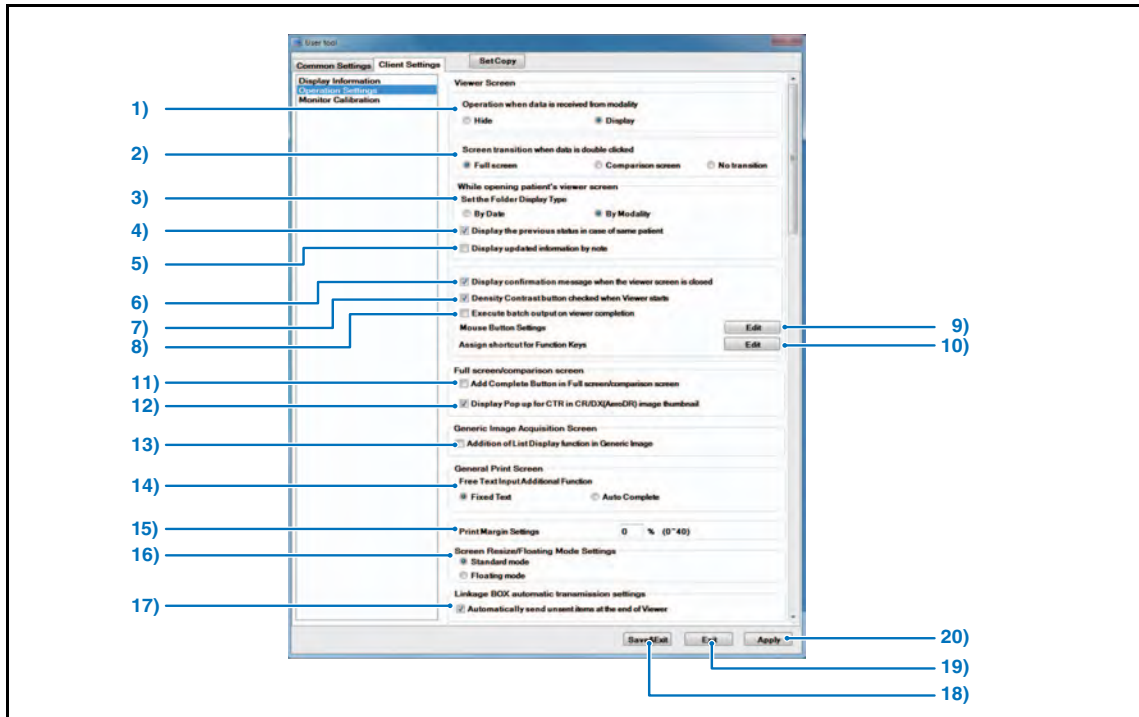 User tool
Common Settings Client Settings SetCopy
Display Information
Operation Settings
Monitor Calibration
Viewer Screen
1) Operation when data is received from modality
Hide Display
2) Screen transition when data is double clicked
Full screen Comparison screen No transition
While opening patient's viewer screen
3) Set the Folder Display Type
By Date By Modality
4) Display the previous status in case of same patient
5) Display updated information by note
6) Display confirmation message when the viewer screen is closed
7) Density Contrast button checked when Viewer starts
8) Execute batch output on viewer completion
Mouse Button Settings Edit 9)
Assign shortcut for Function Keys Edit 10)
Full screen/comparison screen
11) Add Complete Button in Full screen/comparison screen
12) Display Pop up for CTR in CR/DX(AeroDR) image thumbnail
Generic Image Acquisition Screen
13) Addition of List Display function in Generic Image
General Print Screen
14) Free Text Input Additional Function
Fixed Text Auto Complete
15) Print Margin Settings 0 % (0~40)
16) Screen Resize/Floating Mode Settings
Standard mode
Floating mode
Linkage BOX automatic transmission settings
17) Automatically send unsent items at the end of Viewer
Save&Exit Exit Apply 20)
19)
18)